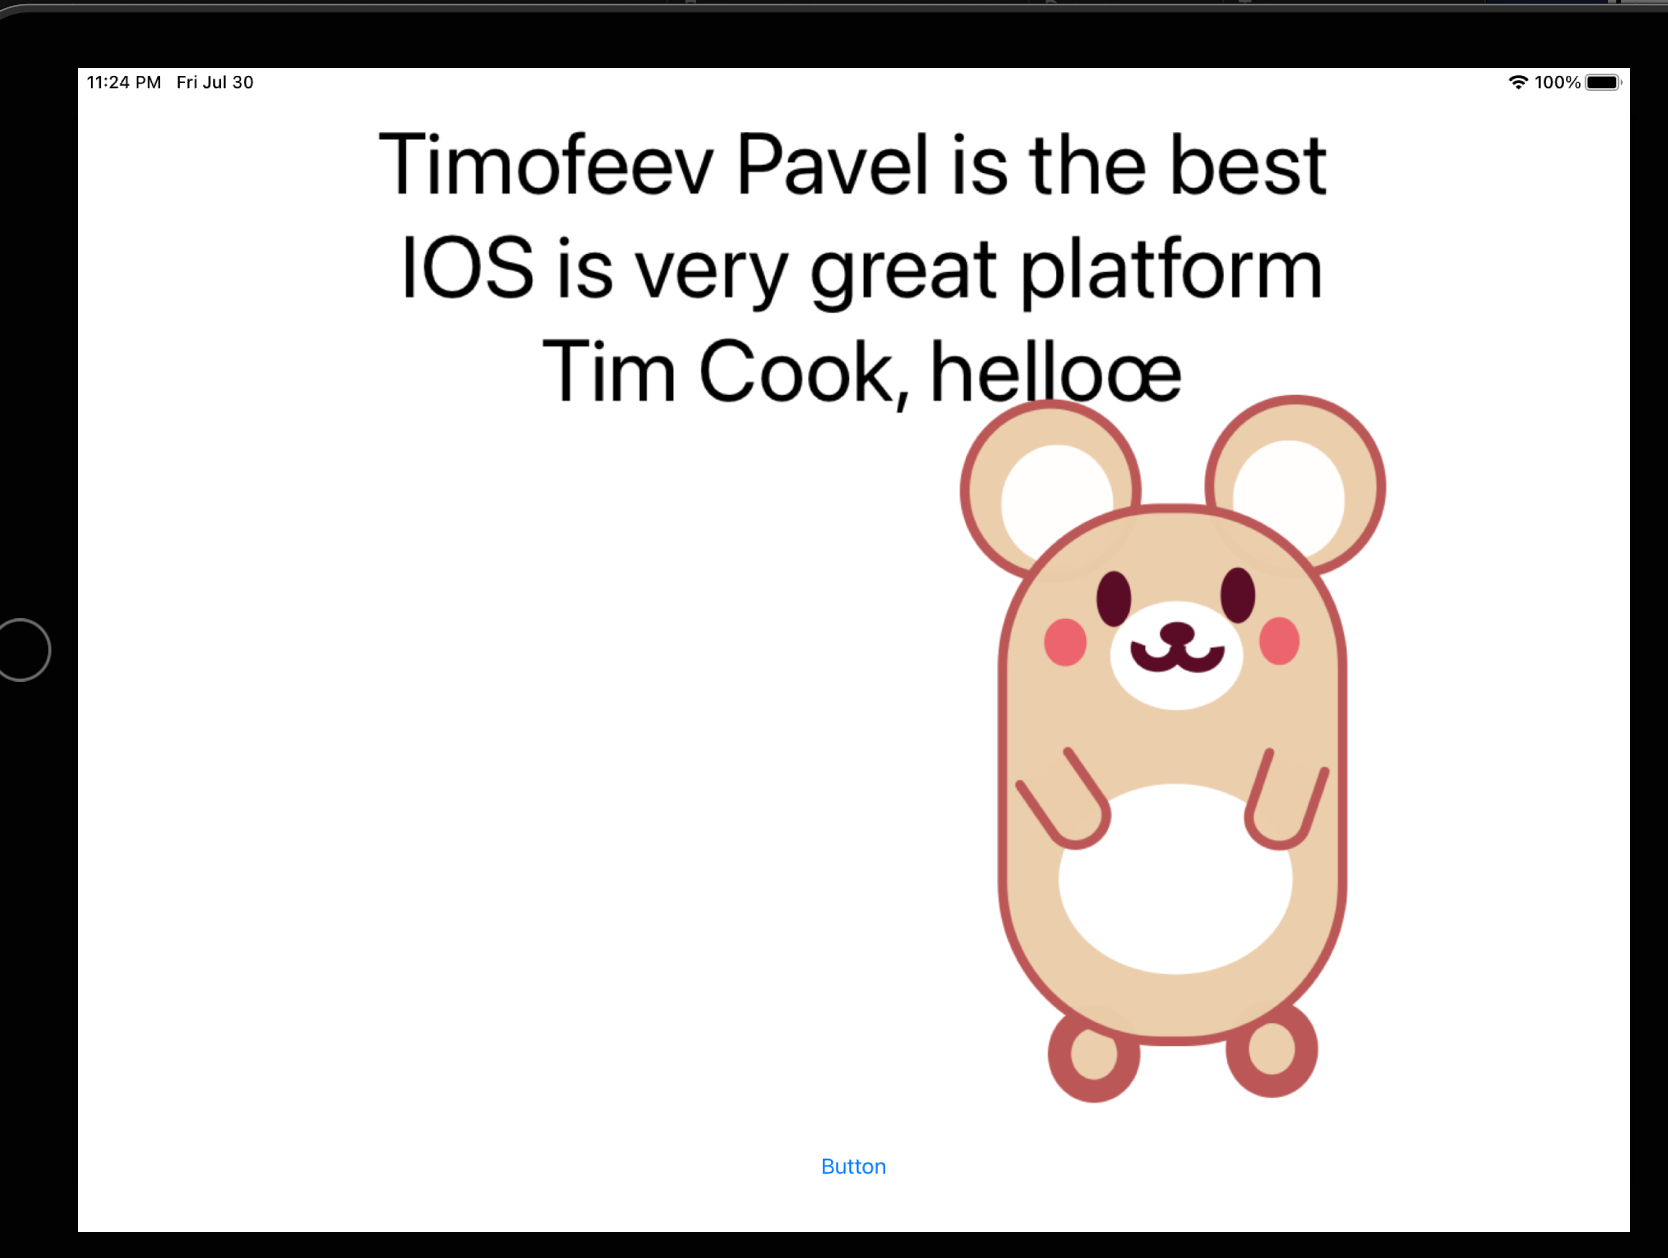 11:24 PM Fri Jul 30 100%
Timofeev Pavel is the best
IOS is very great platform
Tim Cook, helloœ
Button